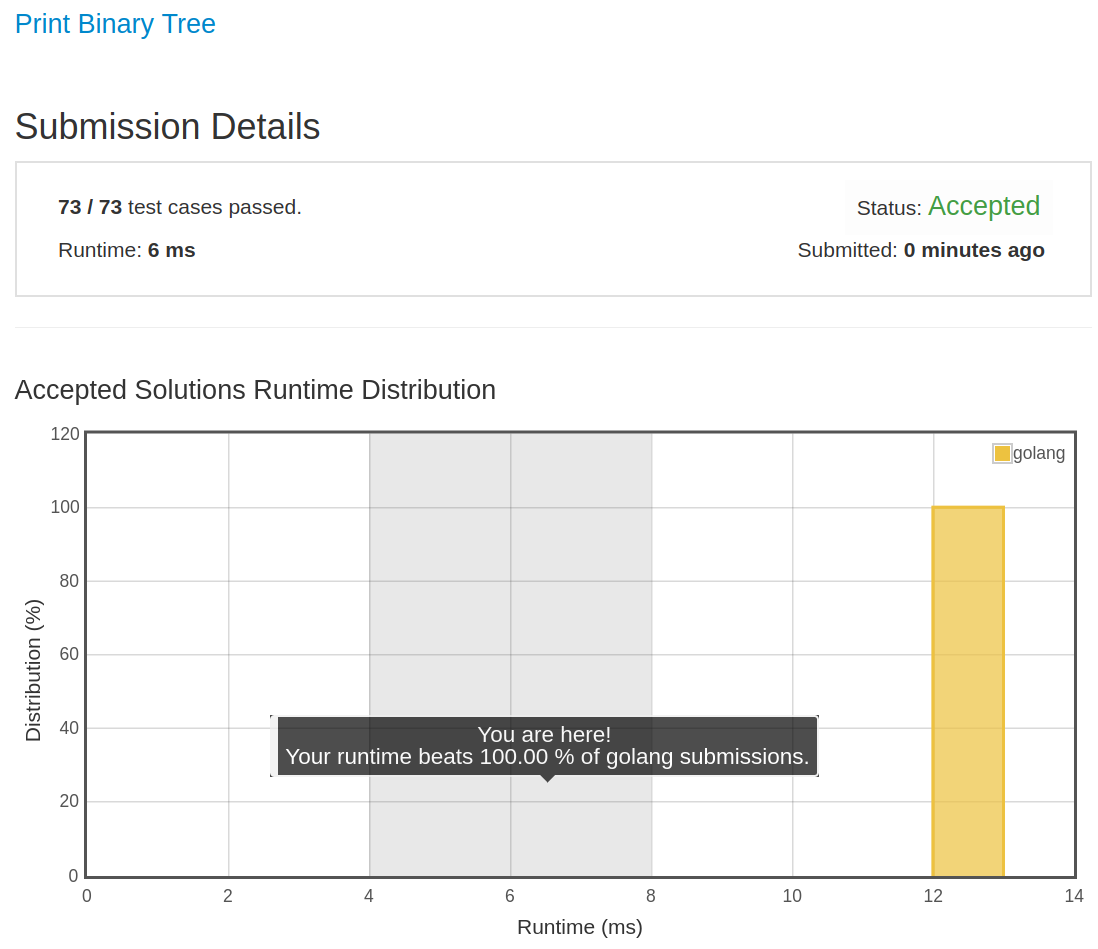 Print Binary Tree
Submission Details
73 / 73 test cases passed.
Status: Accepted
Runtime: 6 ms
Submitted: 0 minutes ago
Accepted Solutions Runtime Distribution
120
100
80
60
40
20
0
Distribution (%)
golang
You are here!
Your runtime beats 100.00 % of golang submissions.
0 2 4 6 8 10 12 14
Runtime (ms)